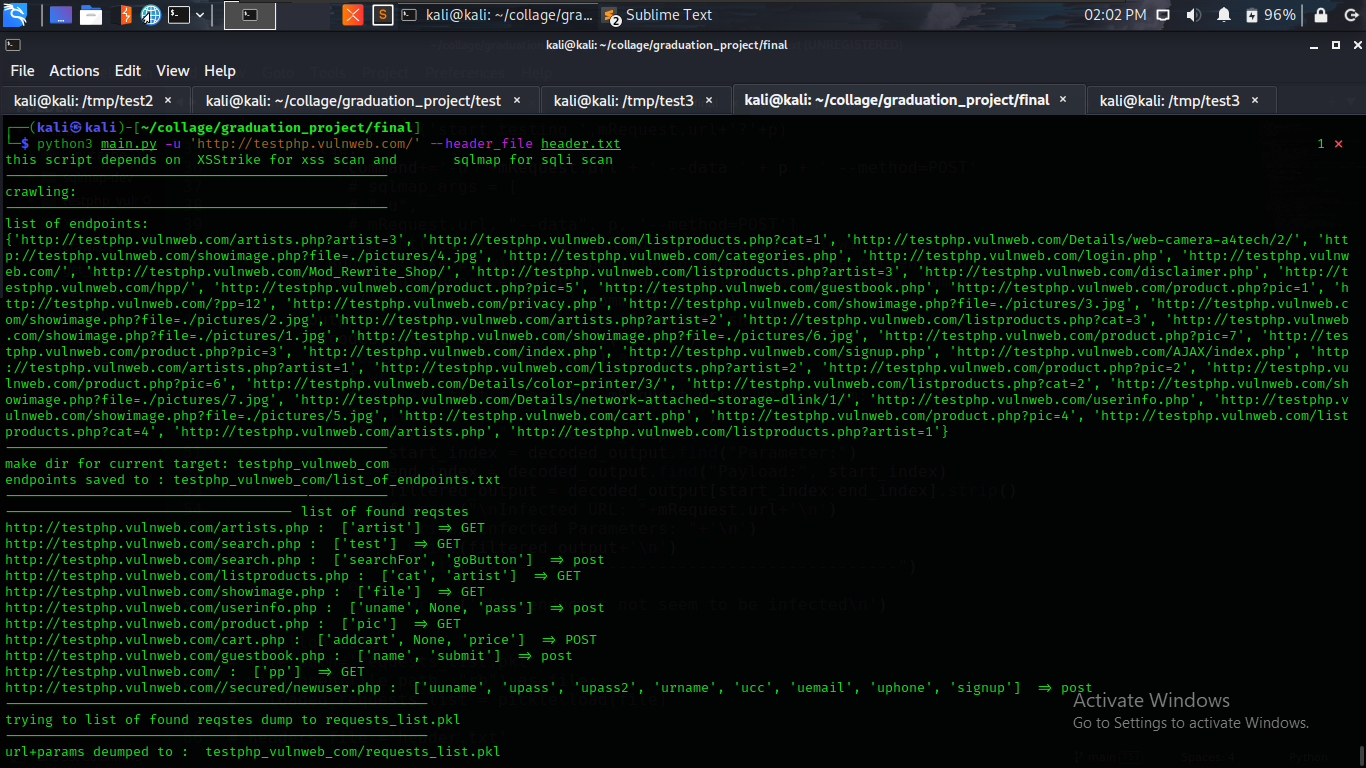 02:02 PM 96%
kali@kali: ~/collage/gra... 2 Sublime Text
kali@kali: ~/collage/graduation_project/final
File Actions Edit View Help
kali@kali: /tmp/test2 × kali@kali: ~/collage/graduation_project/test × kali@kali: /tmp/test3 × kali@kali: ~/collage/graduation_project/final × kali@kali: /tmp/test3 ×
┌──(kali㉿kali)-[~/collage/graduation_project/final]
└─$ python3 main.py -u 'http://testphp.vulnweb.com/' --header_file header.txt 1 ⨯
this script depends on  XSStrike for xss scan and       sqlmap for sqli scan
crawling:
list of endpoints:
{'http://testphp.vulnweb.com/artists.php?artist=3', 'http://testphp.vulnweb.com/listproducts.php?cat=1', 'http://testphp.vulnweb.com/Details/web-camera-a4tech/2/', 'htt
p://testphp.vulnweb.com/showimage.php?file=./pictures/4.jpg', 'http://testphp.vulnweb.com/categories.php', 'http://testphp.vulnweb.com/login.php', 'http://testphp.vulnw
eb.com/', 'http://testphp.vulnweb.com/Mod_Rewrite_Shop/', 'http://testphp.vulnweb.com/listproducts.php?artist=3', 'http://testphp.vulnweb.com/disclaimer.php', 'http://t
estphp.vulnweb.com/hpp/', 'http://testphp.vulnweb.com/product.php?pic=5', 'http://testphp.vulnweb.com/guestbook.php', 'http://testphp.vulnweb.com/product.php?pic=1', 'h
ttp://testphp.vulnweb.com/?pp=12', 'http://testphp.vulnweb.com/privacy.php', 'http://testphp.vulnweb.com/showimage.php?file=./pictures/3.jpg', 'http://testphp.vulnweb.c
om/showimage.php?file=./pictures/2.jpg', 'http://testphp.vulnweb.com/artists.php?artist=2', 'http://testphp.vulnweb.com/listproducts.php?cat=3', 'http://testphp.vulnweb
.com/showimage.php?file=./pictures/1.jpg', 'http://testphp.vulnweb.com/showimage.php?file=./pictures/6.jpg', 'http://testphp.vulnweb.com/product.php?pic=7', 'http://tes
tphp.vulnweb.com/product.php?pic=3', 'http://testphp.vulnweb.com/index.php', 'http://testphp.vulnweb.com/signup.php', 'http://testphp.vulnweb.com/AJAX/index.php', 'http
://testphp.vulnweb.com/artists.php?artist=1', 'http://testphp.vulnweb.com/listproducts.php?artist=2', 'http://testphp.vulnweb.com/product.php?pic=2', 'http://testphp.vu
lnweb.com/product.php?pic=6', 'http://testphp.vulnweb.com/Details/color-printer/3/', 'http://testphp.vulnweb.com/listproducts.php?cat=2', 'http://testphp.vulnweb.com/sh
owimage.php?file=./pictures/7.jpg', 'http://testphp.vulnweb.com/Details/network-attached-storage-dlink/1/', 'http://testphp.vulnweb.com/userinfo.php', 'http://testphp.v
ulnweb.com/showimage.php?file=./pictures/5.jpg', 'http://testphp.vulnweb.com/cart.php', 'http://testphp.vulnweb.com/product.php?pic=4', 'http://testphp.vulnweb.com/list
products.php?cat=4', 'http://testphp.vulnweb.com/artists.php', 'http://testphp.vulnweb.com/listproducts.php?artist=1'}
make dir for current target: testphp_vulnweb_com
endpoints saved to : testphp_vulnweb_com/list_of_endpoints.txt
list of found reqstes
http://testphp.vulnweb.com/artists.php :  ['artist']  ⇒ GET
http://testphp.vulnweb.com/search.php :  ['test']  ⇒ GET
http://testphp.vulnweb.com/search.php :  ['searchFor', 'goButton']  ⇒ post
http://testphp.vulnweb.com/listproducts.php :  ['cat', 'artist']  ⇒ GET
http://testphp.vulnweb.com/showimage.php :  ['file']  ⇒ GET
http://testphp.vulnweb.com/userinfo.php :  ['uname', None, 'pass']  ⇒ post
http://testphp.vulnweb.com/product.php :  ['pic']  ⇒ GET
http://testphp.vulnweb.com/cart.php :  ['addcart', None, 'price']  ⇒ POST
http://testphp.vulnweb.com/guestbook.php :  ['name', 'submit']  ⇒ post
http://testphp.vulnweb.com/ :  ['pp']  ⇒ GET
http://testphp.vulnweb.com//secured/newuser.php :  ['uuname', 'upass', 'upass2', 'urname', 'ucc', 'uemail', 'uphone', 'signup']  ⇒ post
trying to list of found reqstes dump to requests_list.pkl
url+params deumped to :  testphp_vulnweb_com/requests_list.pkl
Activate Windows
Go to Settings to activate Windows.